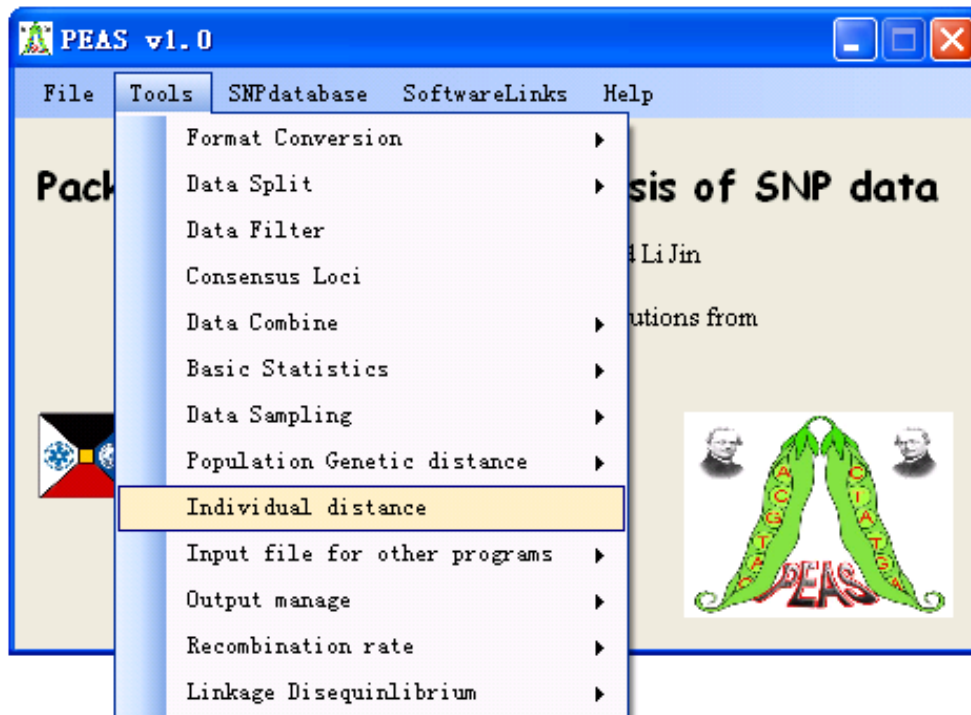 PEAS v1.0
File Tools SNPdatabase SoftwareLinks Help
Format Conversion
Pack
Data Split
sis of SNP data
Data Filter
Li Jin
Consensus Loci
Data Combine
utions from
Basic Statistics
Data Sampling
Population Genetic distance
Individual distance
Input file for other programs
Output manage
Recombination rate
Linkage Disequinlibrium
PEAS